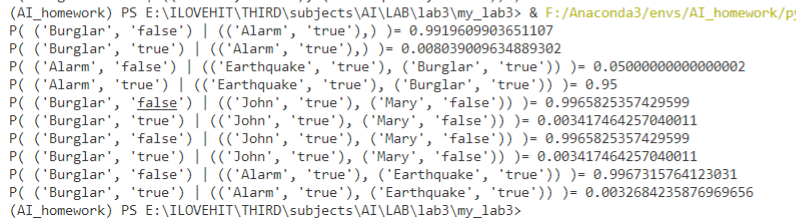 (AI_homework) PS E:\ILOVEHIT\THIRD\subjects\AI\LAB\lab3\my_lab3> & F:/Anaconda3/envs/AI_homework/py
P( ('Burglar', 'false') | (('Alarm', 'true'),) )= 0.9919609903651107
P( ('Burglar', 'true') | (('Alarm', 'true'),) )= 0.008039009634889302
P( ('Alarm', 'false') | (('Earthquake', 'true'), ('Burglar', 'true')) )= 0.05000000000000002
P( ('Alarm', 'true') | (('Earthquake', 'true'), ('Burglar', 'true')) )= 0.95
P( ('Burglar', 'false') | (('John', 'true'), ('Mary', 'false')) )= 0.9965825357429599
P( ('Burglar', 'true') | (('John', 'true'), ('Mary', 'false')) )= 0.003417464257040011
P( ('Burglar', 'false') | (('John', 'true'), ('Mary', 'false')) )= 0.9965825357429599
P( ('Burglar', 'true') | (('John', 'true'), ('Mary', 'false')) )= 0.003417464257040011
P( ('Burglar', 'false') | (('Alarm', 'true'), ('Earthquake', 'true')) )= 0.9967315764123031
P( ('Burglar', 'true') | (('Alarm', 'true'), ('Earthquake', 'true')) )= 0.0032684235876969656
(AI_homework) PS E:\ILOVEHIT\THIRD\subjects\AI\LAB\lab3\my_lab3>